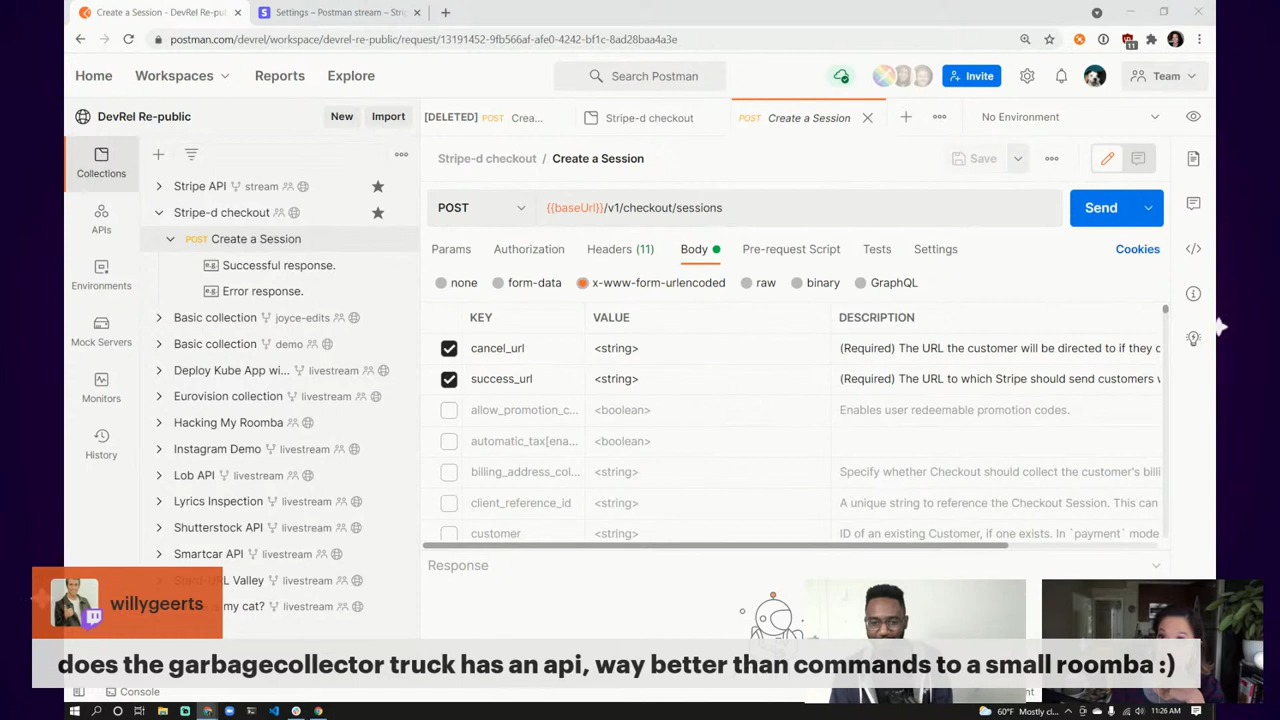 Create a Session - DevRel Re-pu
Settings – Postman stream – Stri
postman.com/devrel/workspace/devrel-re-public/request/13191452-9fb566af-afe0-4242-bf1c-8ad28baa4a3e
11
Home
Workspaces
Reports
Explore
Search Postman
Invite
Team
DevRel Re-public
New
Import
[DELETED] POST Crea...
Stripe-d checkout
POST Create a Session
No Environment
Collections
APIs
Environments
Mock Servers
Monitors
History
Stripe API stream
Stripe-d checkout
POST Create a Session
e.g. Successful response.
e.g. Error response.
Basic collection joyce-edits
Basic collection demo
Deploy Kube App wi... livestream
Eurovision collection livestream
Hacking My Roomba
Instagram Demo livestream
Lob API livestream
Lyrics Inspection livestream
Shutterstock API livestream
Smartcar API livestream
URL Valley livestream
my cat? livestream
Stripe-d checkout / Create a Session
Save
POST
{{baseUrl}}/v1/checkout/sessions
Send
Params
Authorization
Headers (11)
Body
Pre-request Script
Tests
Settings
Cookies
none
form-data
x-www-form-urlencoded
raw
binary
GraphQL
KEY
VALUE
DESCRIPTION
cancel_url
<string>
(Required) The URL the customer will be directed to if they c
success_url
<string>
(Required) The URL to which Stripe should send customers w
allow_promotion_c...
<boolean>
Enables user redeemable promotion codes.
automatic_tax[ena...
<boolean>
billing_address_col...
<string>
Specify whether Checkout should collect the customer's billi
client_reference_id
<string>
A unique string to reference the Checkout Session. This can
customer
<string>
ID of an existing Customer, if one exists. In `payment` mode
Response
willygeerts
does the garbagecollector truck has an api, way better than commands to a small roomba :)
Console
60°F Mostly cl...
11:26 AM